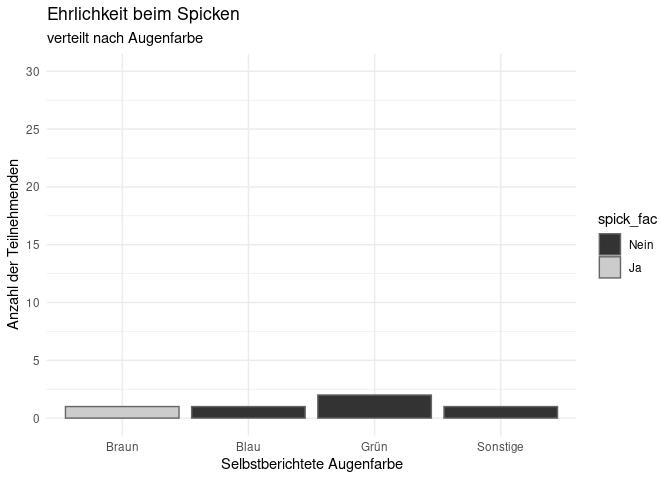 Ehrlichkeit beim Spicken
verteilt nach Augenfarbe
30
25
20
15
10
5
0
Anzahl der Teilnehmenden
Braun Blau Grün Sonstige
Selbstberichtete Augenfarbe
spick_fac
Nein
Ja